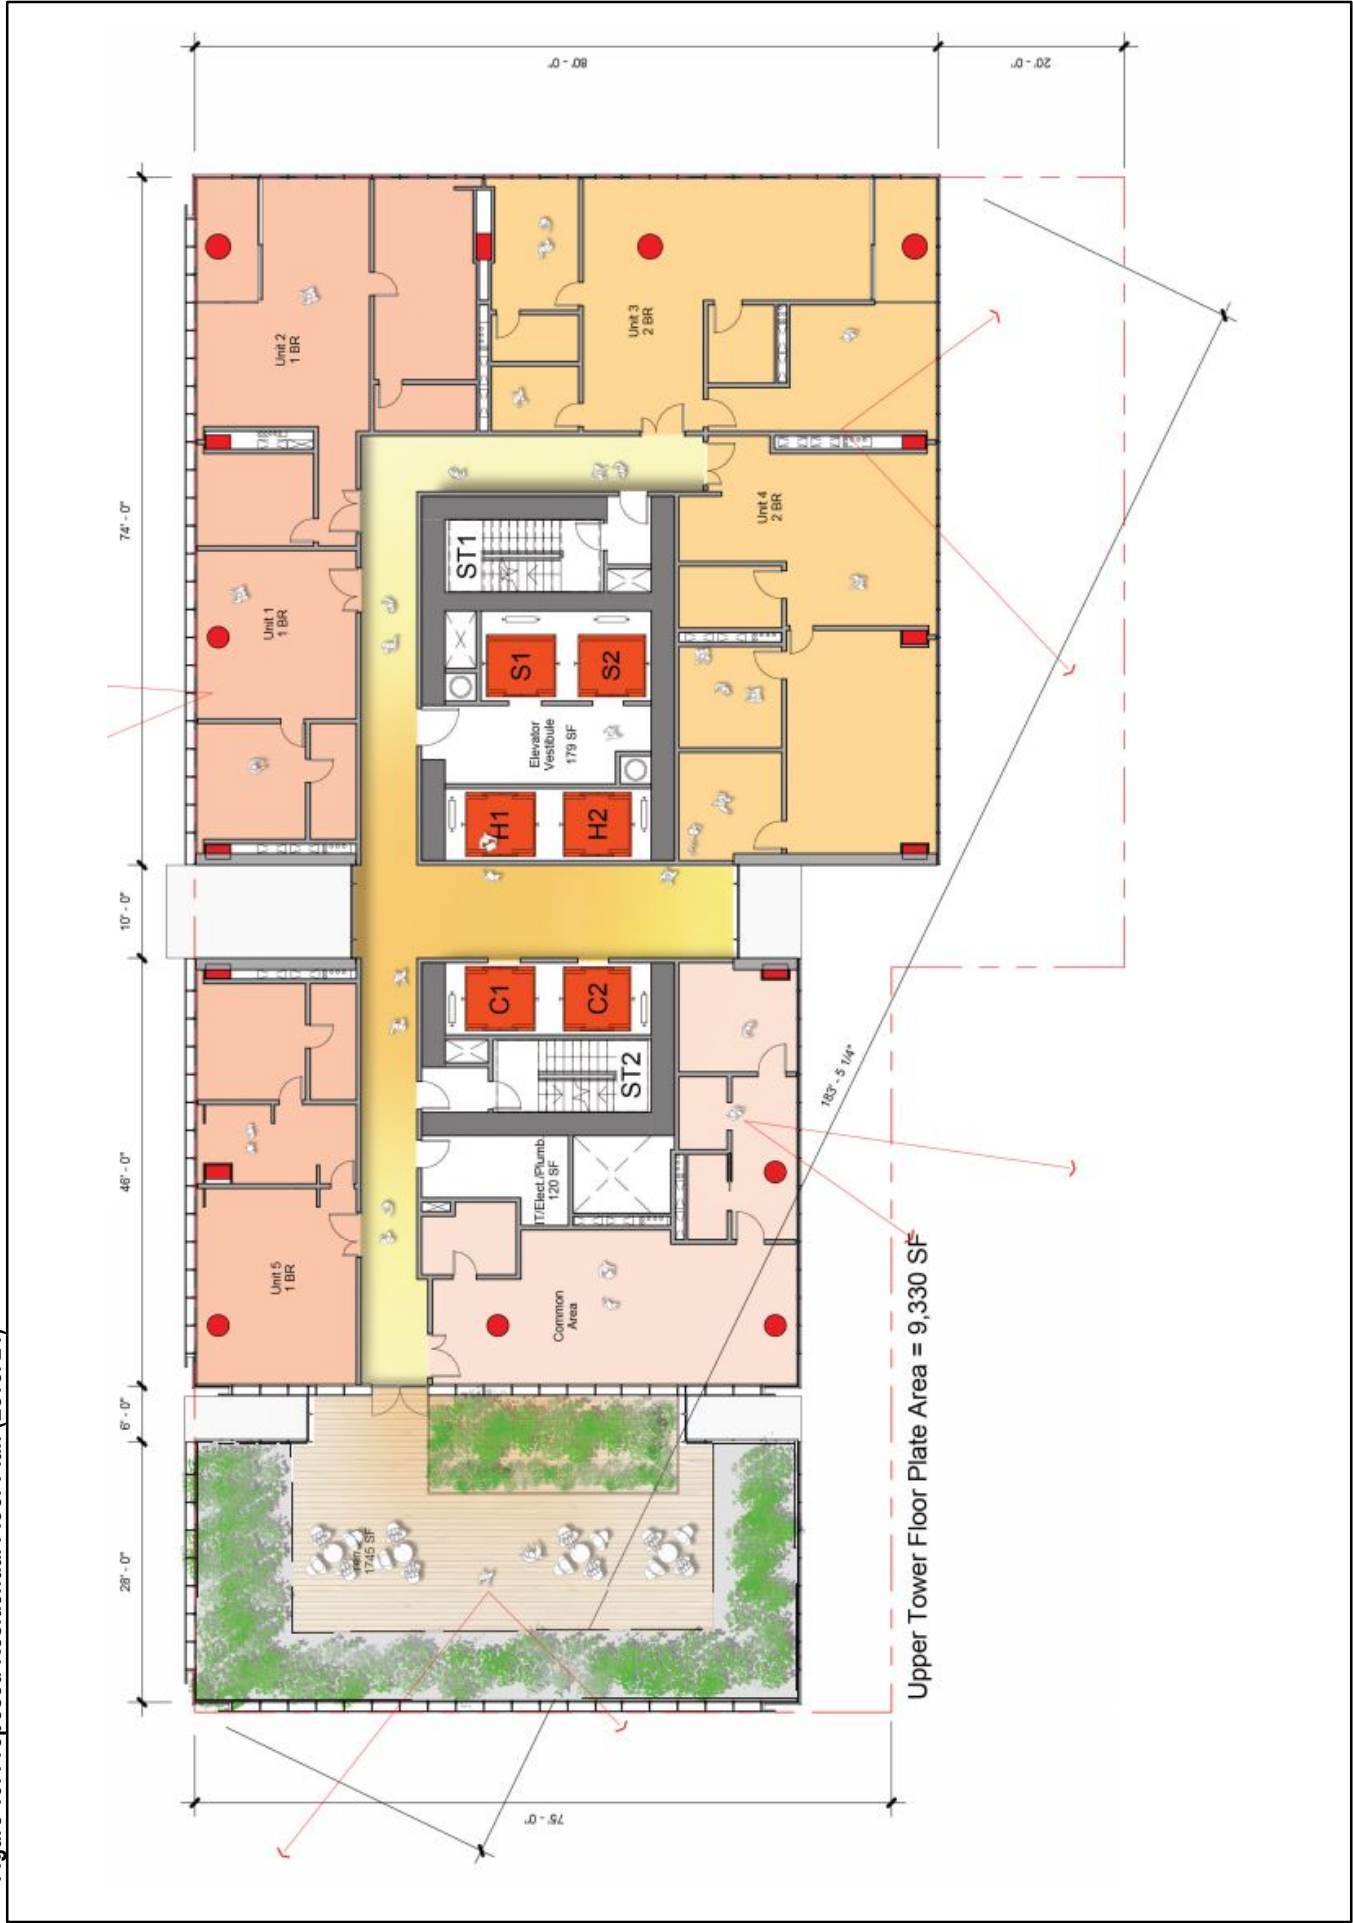 80' - 0"
20' - 0"
74' - 0"
10' - 0"
46' - 0"
6' - 0"
28' - 0"
75' - 0"
183' - 5 1/4"
Unit 2
1 BR
Unit 3
2 BR
Unit 1
1 BR
Unit 4
2 BR
ST1
S1
S2
Elevator
Vestibule
179 SF
H1
H2
C1
C2
ST2
IT/Elect./Plumb.
120 SF
Unit 5
1 BR
Common
Area
1745 SF
Upper Tower Floor Plate Area = 9,330 SF